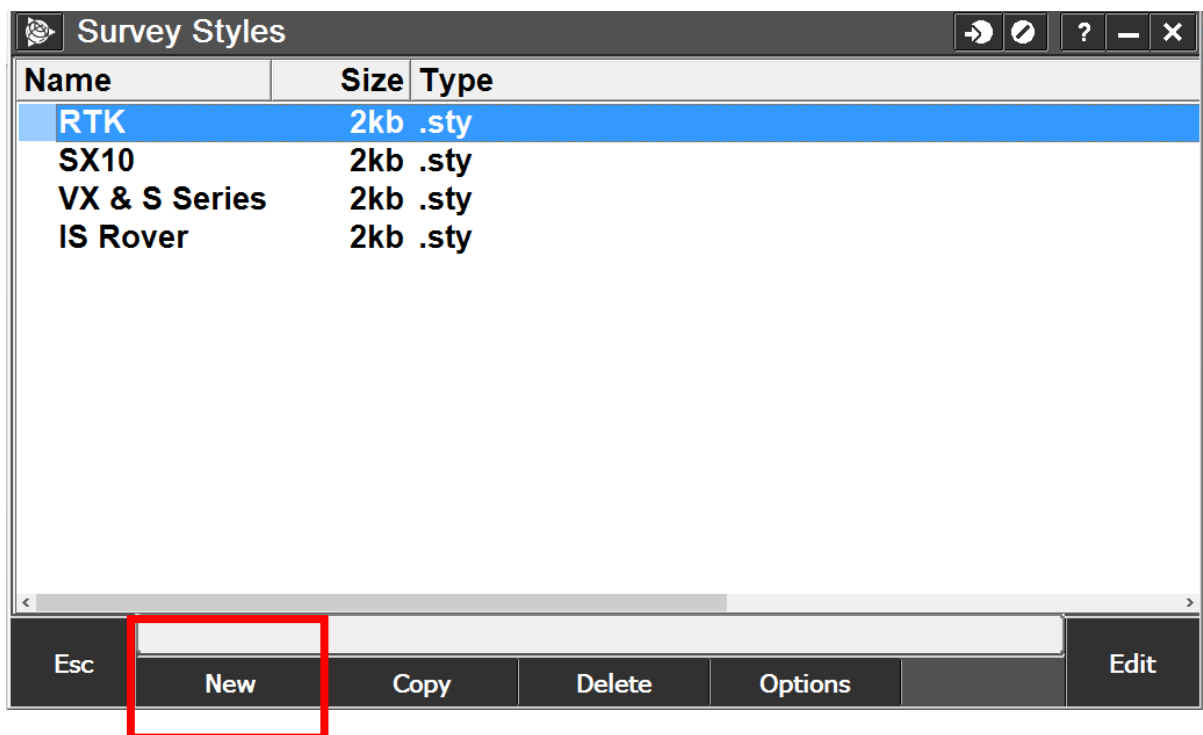 Survey Styles ?
Name Size Type
RTK 2kb .sty
SX10 2kb .sty
VX & S Series 2kb .sty
IS Rover 2kb .sty
Esc New Copy Delete Options Edit